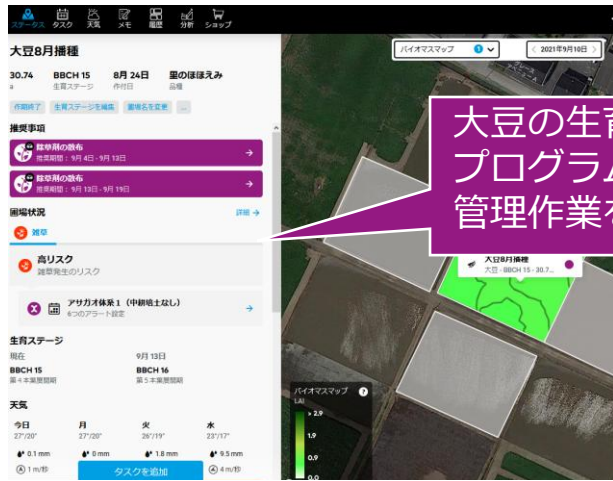 ステータス タスク 天気 メモ 履歴 分析 ショップ
大豆8月播種
30.74 BBCH 15 8月 24日 里のほほえみ
a 生育ステージ 作付日 品種
作期終了 生育ステージを編集 圃場名を変更 ...
推奨事項
除草剤の散布
推奨期間： 9月 4日 - 9月 13日
除草剤の散布
推奨期間： 9月 13日 - 9月 19日
圃場状況 詳細 →
雑草
高リスク
雑草発生のリスク
アサガオ体系１（中耕培土なし）
6つのアラート設定
生育ステージ
現在 9月 13日
BBCH 15 BBCH 16
第４本葉展開期 第５本葉展開期
天気
今日 月 火 水
27°/20° 27°/20° 26°/19° 23°/17°
0.1 mm 0 mm 1.8 mm 9.5 mm
1 m/秒 4 m/秒
タスクを追加
バイオマスマップ 1
2021年9月10日
大豆の生育
プログラム
管理作業を
大豆8月播種
大豆 - BBCH 15 - 30.7...
バイオマスマップ ?
LAI
> 2.9
1.9
0.9
0.0